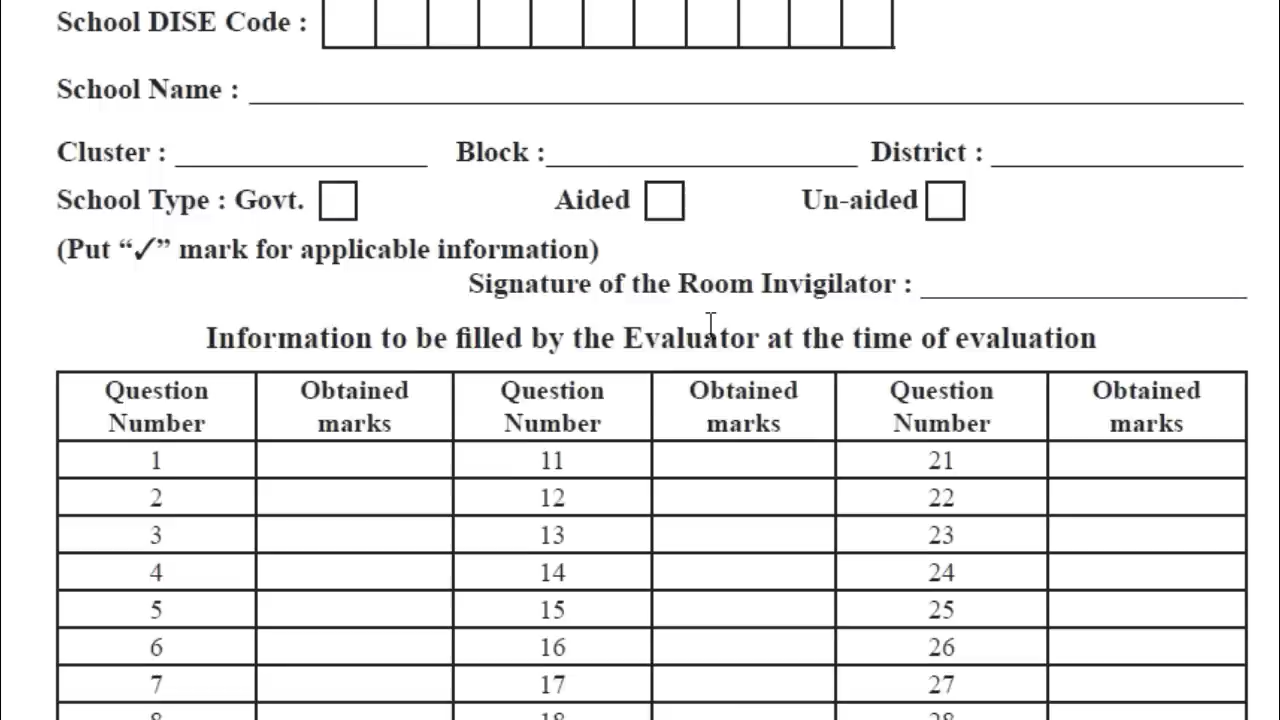 School DISE Code :
School Name :
Cluster : Block : District :
School Type : Govt. Aided Un-aided
(Put “✓” mark for applicable information)
Signature of the Room Invigilator :
Information to be filled by the Evaluator at the time of evaluation
Question Number Obtained marks Question Number Obtained marks Question Number Obtained marks
1 11 21
2 12 22
3 13 23
4 14 24
5 15 25
6 16 26
7 17 27
8 18 28